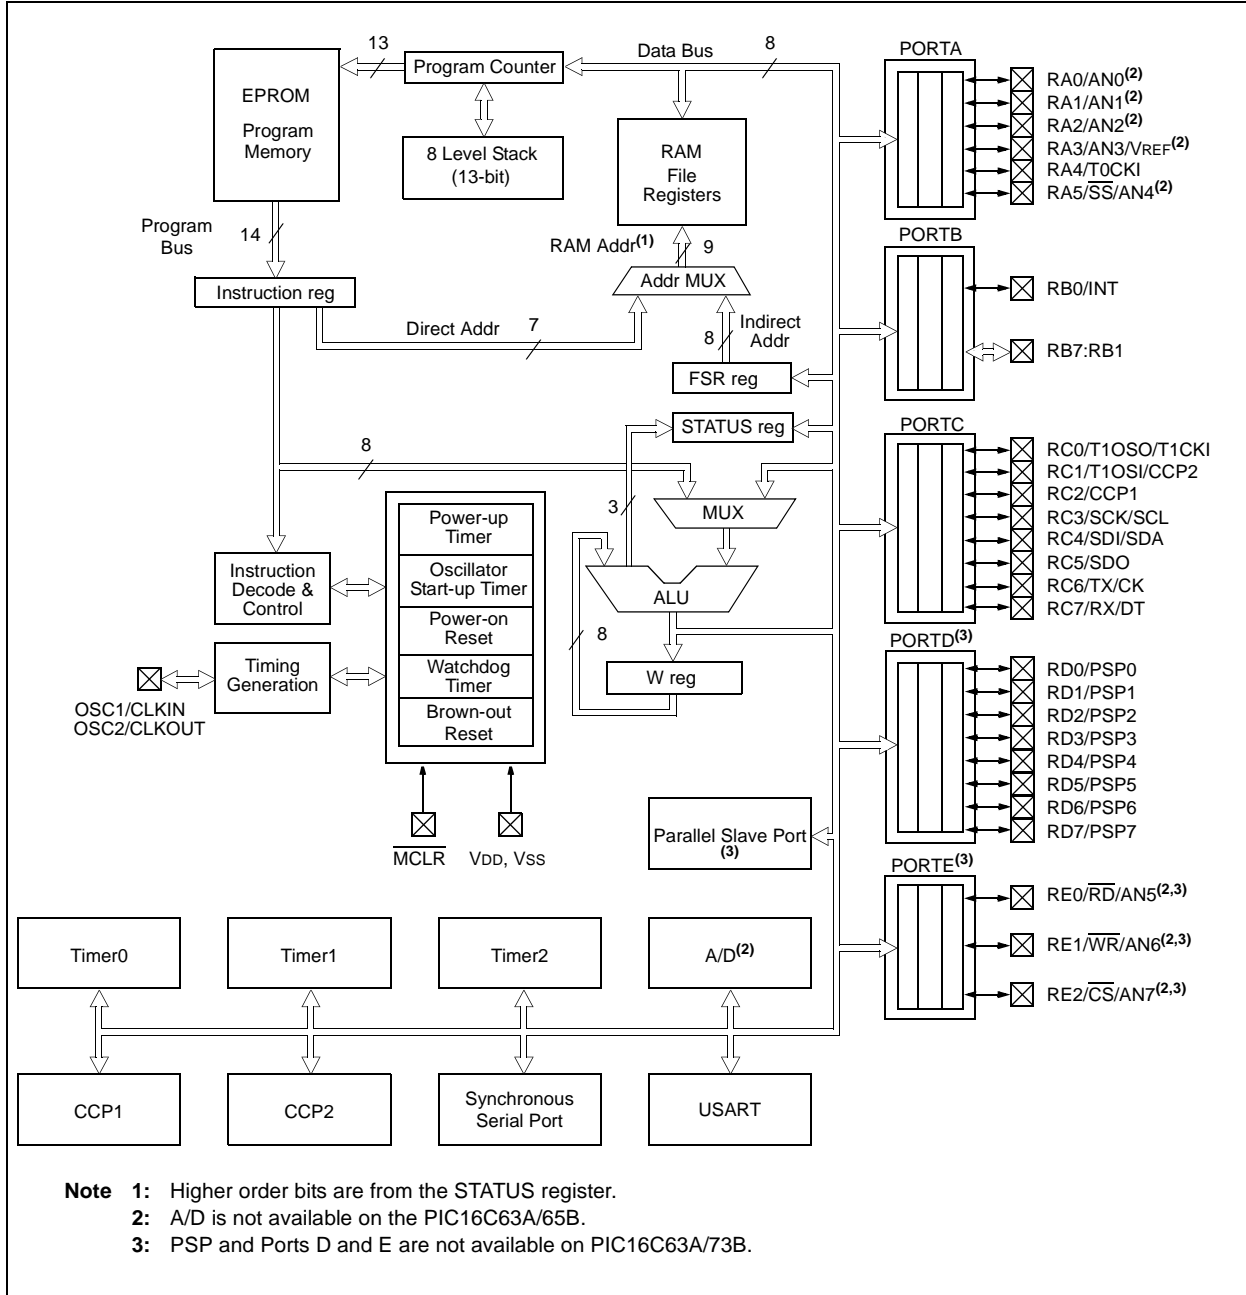 13
Data Bus
8
PORTA
EPROM
Program
Memory
Program Counter
8 Level Stack
(13-bit)
RAM
File
Registers
RA0/AN0(2)
RA1/AN1(2)
RA2/AN2(2)
RA3/AN3/VREF(2)
RA4/T0CKI
RA5/SS/AN4(2)
Program
Bus
14
RAM Addr(1)
9
PORTB
Addr MUX
Instruction reg
RB0/INT
Direct Addr
7
8
Indirect
Addr
RB7:RB1
FSR reg
STATUS reg
PORTC
8
RC0/T1OSO/T1CKI
RC1/T1OSI/CCP2
RC2/CCP1
RC3/SCK/SCL
RC4/SDI/SDA
RC5/SDO
RC6/TX/CK
RC7/RX/DT
3
MUX
Power-up
Timer
Oscillator
Start-up Timer
Power-on
Reset
Watchdog
Timer
Brown-out
Reset
Instruction
Decode &
Control
ALU
8
W reg
Timing
Generation
OSC1/CLKIN
OSC2/CLKOUT
PORTD(3)
RD0/PSP0
RD1/PSP1
RD2/PSP2
RD3/PSP3
RD4/PSP4
RD5/PSP5
RD6/PSP6
RD7/PSP7
Parallel Slave Port
(3)
MCLR
VDD, VSS
PORTE(3)
RE0/RD/AN5(2,3)
RE1/WR/AN6(2,3)
RE2/CS/AN7(2,3)
Timer0
Timer1
Timer2
A/D(2)
CCP1
CCP2
Synchronous
Serial Port
USART
Note 1: Higher order bits are from the STATUS register.
2: A/D is not available on the PIC16C63A/65B.
3: PSP and Ports D and E are not available on PIC16C63A/73B.